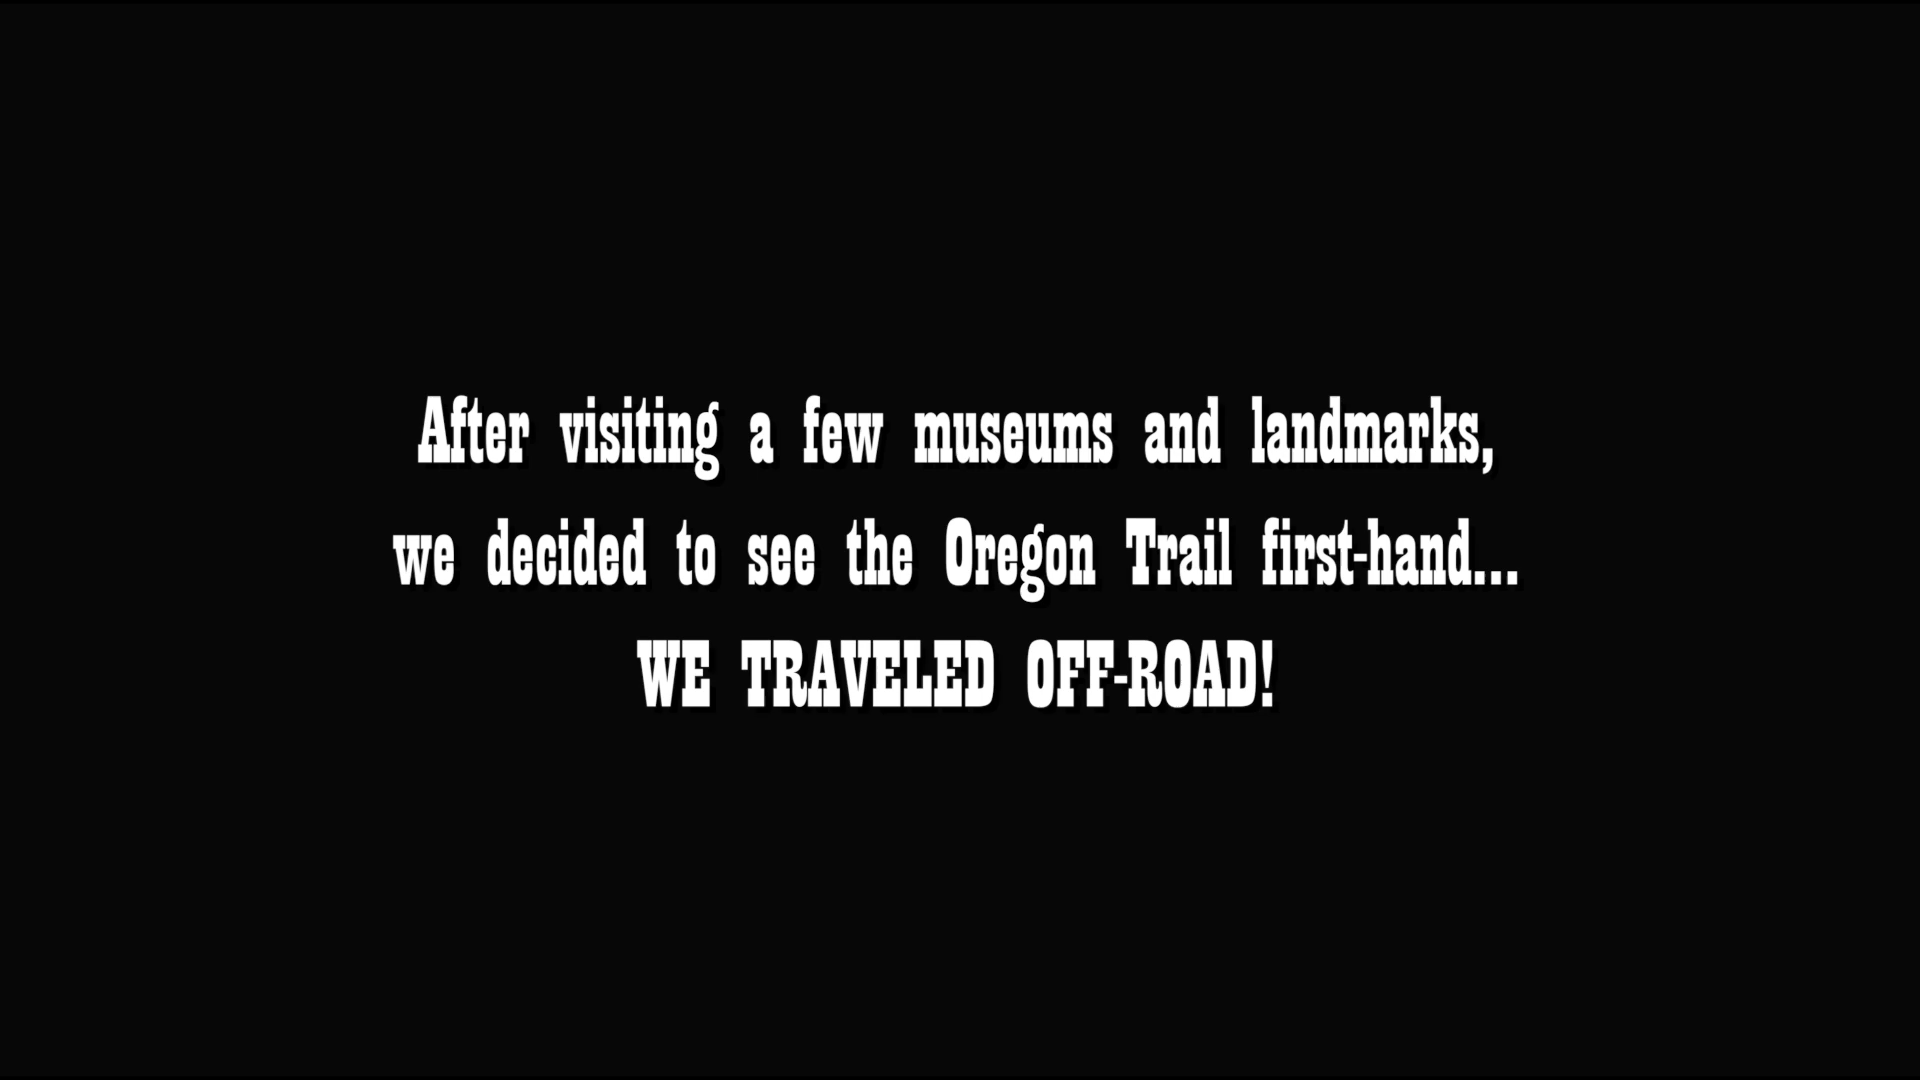 After visiting a few museums and landmarks,
we decided to see the Oregon Trail first-hand...
WE TRAVELED OFF-ROAD!